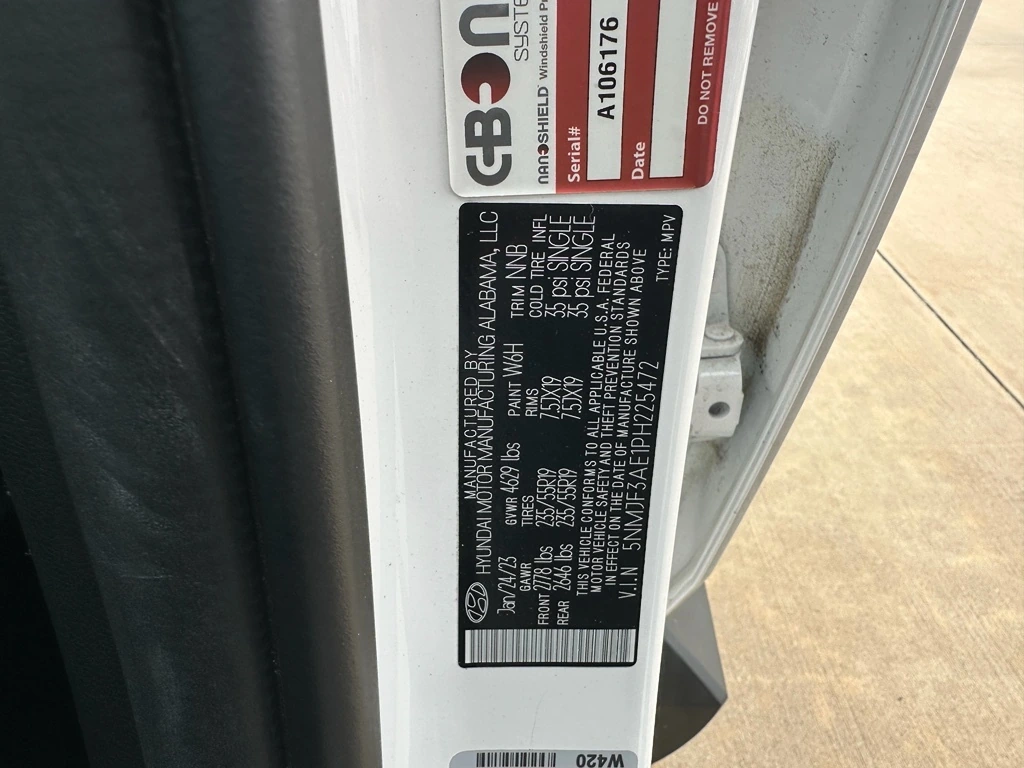 CBON
SYSTE
NANOSHIELD Windshield Pr
Serial#
A106176
Date
DO NOT REMOVE
MANUFACTURED BY
HYUNDAI MOTOR MANUFACTURING ALABAMA, LLC
Jan/24/23 GVWR 4629 lbs PAINT W6H TRIM NNB
GAWR TIRES RIMS COLD TIRE INFL
FRONT 2778 lbs 235/55R19 7.5JX19 35 psi SINGLE
REAR 2646 lbs 235/55R19 7.5JX19 35 psi SINGLE
THIS VEHICLE CONFORMS TO ALL APPLICABLE U.S.A. FEDERAL
MOTOR VEHICLE SAFETY AND THEFT PREVENTION STANDARDS
IN EFFECT ON THE DATE OF MANUFACTURE SHOWN ABOVE
V.I.N 5NMJF3AE1PH225472 TYPE: MPV
W420